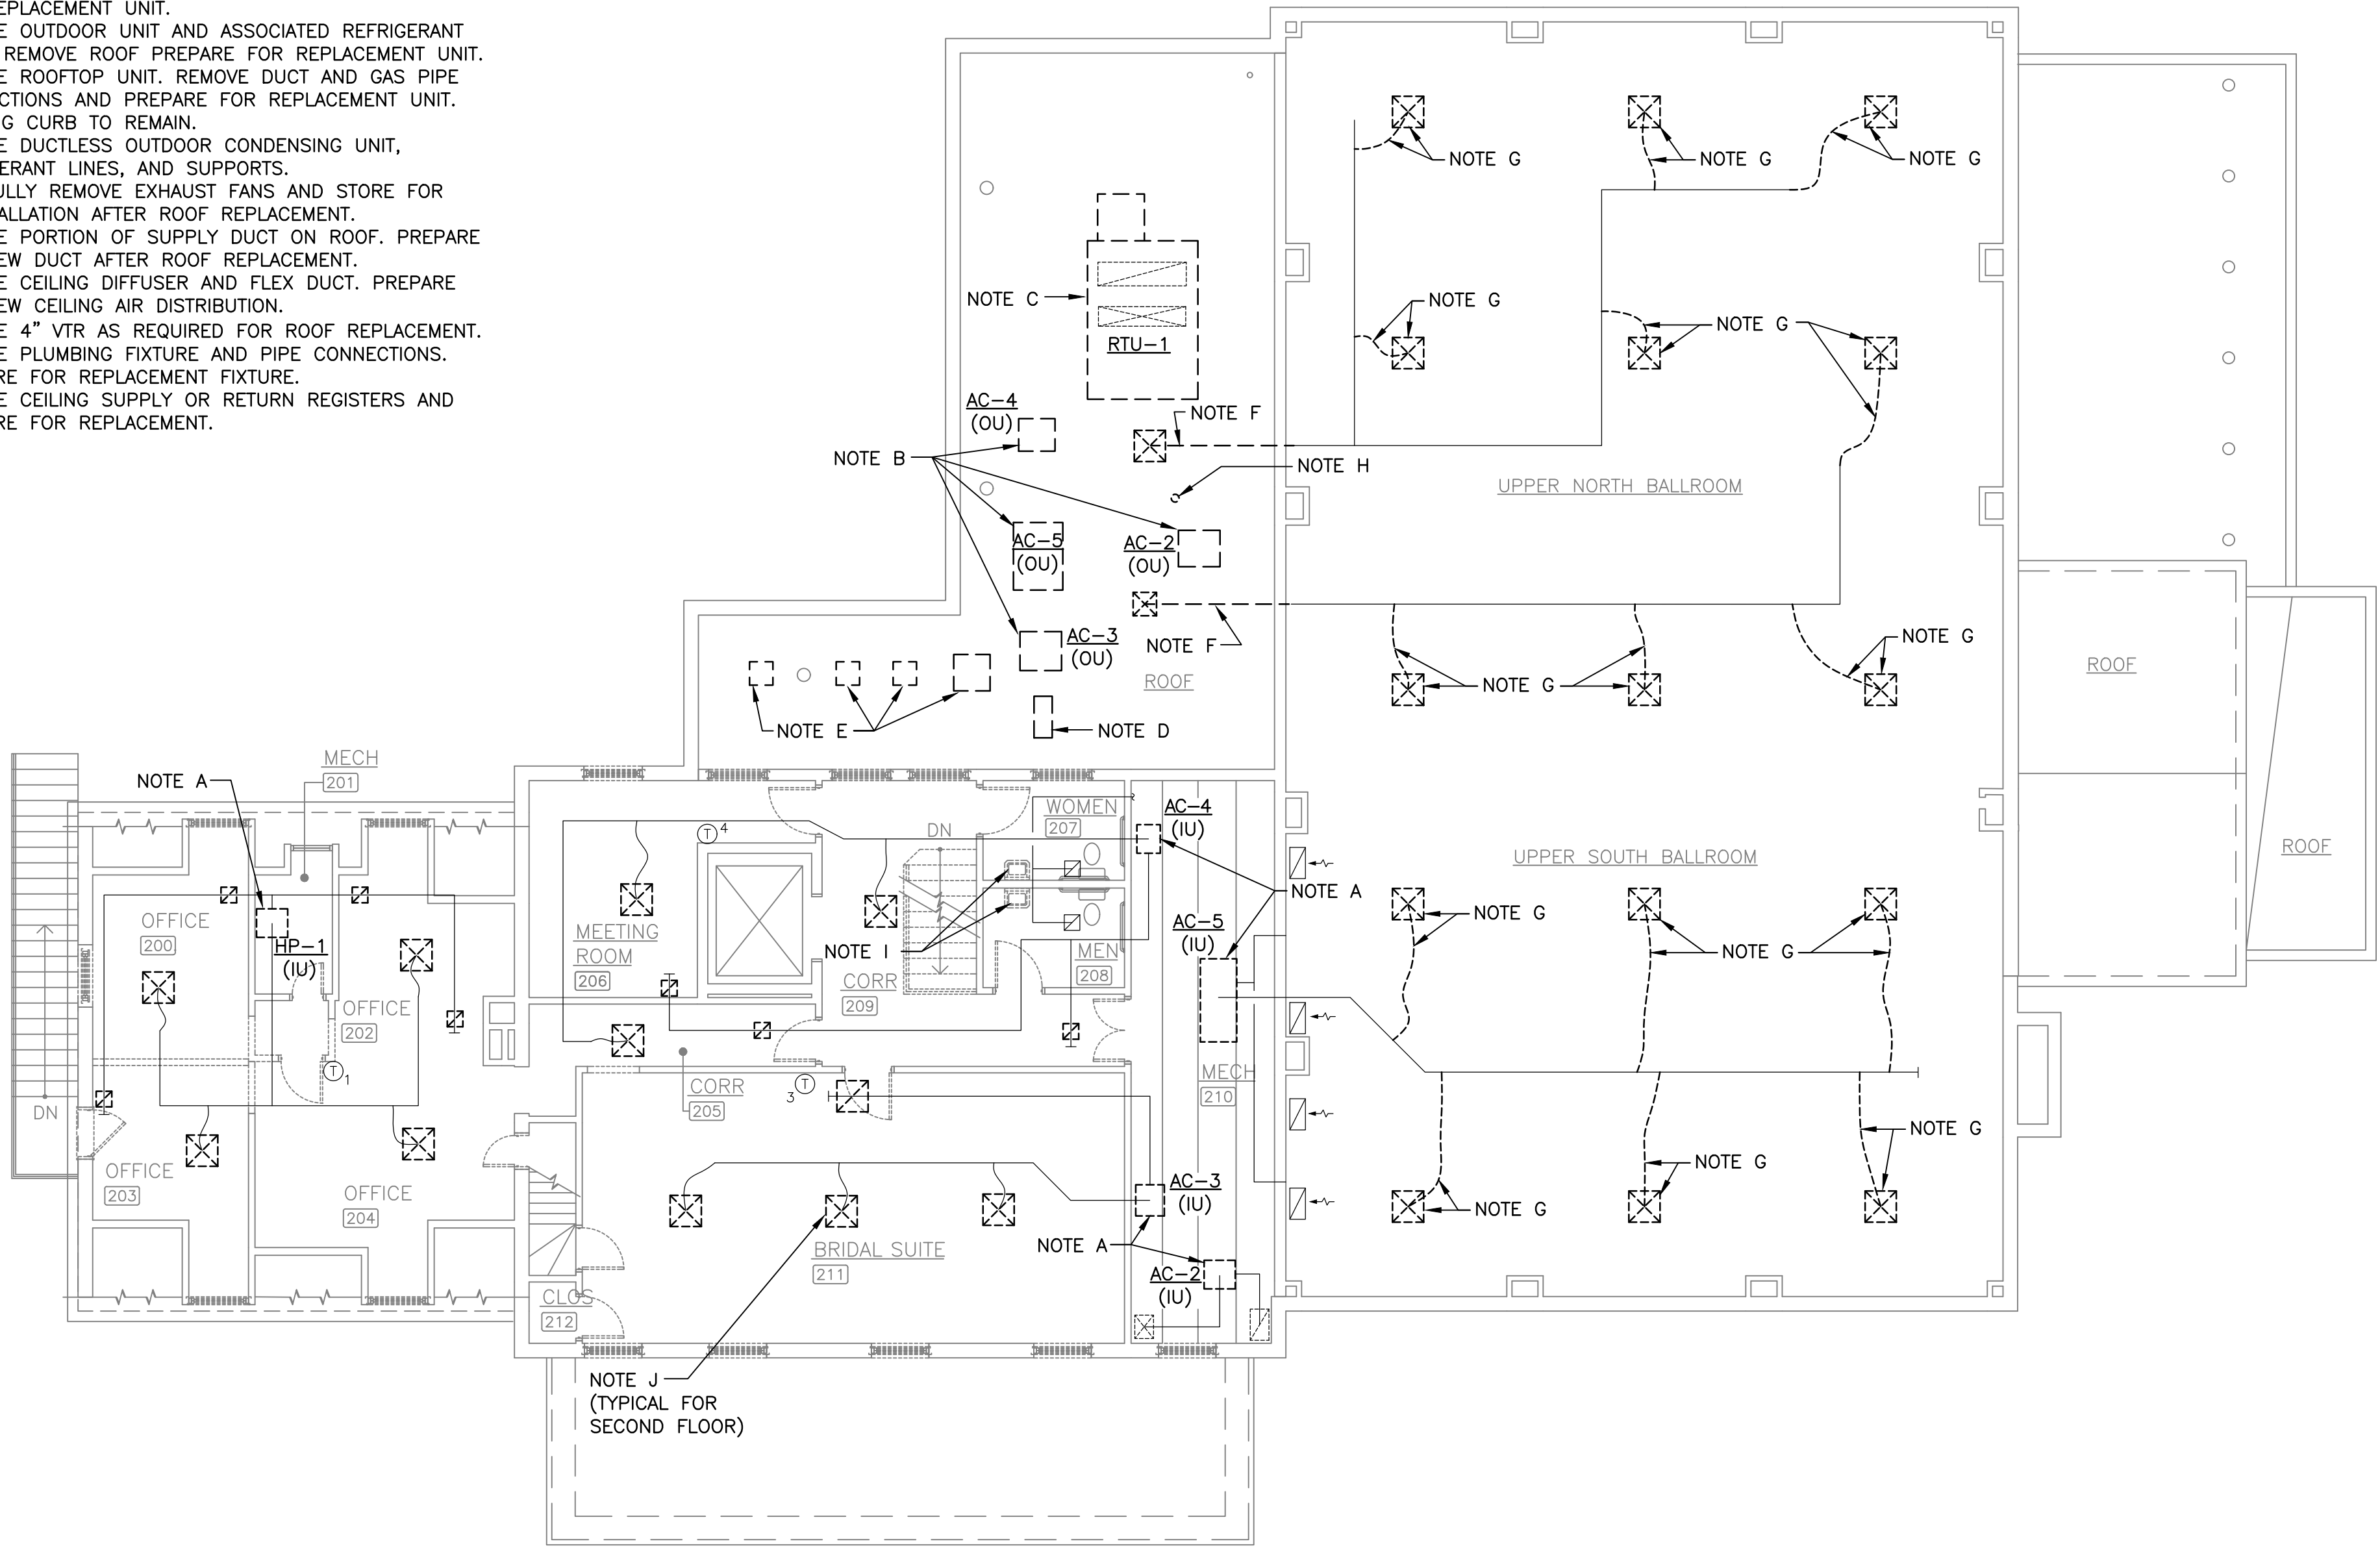 EPLACEMENT UNIT.
E OUTDOOR UNIT AND ASSOCIATED REFRIGERANT
REMOVE ROOF PREPARE FOR REPLACEMENT UNIT.
E ROOFTOP UNIT. REMOVE DUCT AND GAS PIPE
CTIONS AND PREPARE FOR REPLACEMENT UNIT.
G CURB TO REMAIN.
E DUCTLESS OUTDOOR CONDENSING UNIT,
ERANT LINES, AND SUPPORTS.
ULLY REMOVE EXHAUST FANS AND STORE FOR
ALLATION AFTER ROOF REPLACEMENT.
E PORTION OF SUPPLY DUCT ON ROOF. PREPARE
EW DUCT AFTER ROOF REPLACEMENT.
E CEILING DIFFUSER AND FLEX DUCT. PREPARE
EW CEILING AIR DISTRIBUTION.
E 4" VTR AS REQUIRED FOR ROOF REPLACEMENT.
E PLUMBING FIXTURE AND PIPE CONNECTIONS.
RE FOR REPLACEMENT FIXTURE.
E CEILING SUPPLY OR RETURN REGISTERS AND
RE FOR REPLACEMENT.
NOTE G
NOTE G
NOTE G
NOTE C
NOTE G
NOTE G
RTU-1
AC-4
(OU)
NOTE F
NOTE B
NOTE H
UPPER NORTH BALLROOM
AC-5
(OU)
AC-2
(OU)
AC-3
(OU)
NOTE F
NOTE G
ROOF
ROOF
NOTE G
NOTE E
NOTE D
MECH
201
NOTE A
WOMEN
207
AC-4
(IU)
T 4
DN
UPPER SOUTH BALLROOM
ROOF
NOTE A
OFFICE
200
HP-1
(IU)
MEETING
ROOM
206
NOTE I
MEN
208
AC-5
(IU)
NOTE G
NOTE G
CORR
209
OFFICE
202
T 1
T
3
MECH
210
CORR
205
DN
NOTE G
OFFICE
203
NOTE G
OFFICE
204
AC-3
(IU)
NOTE G
BRIDAL SUITE
211
NOTE A
AC-2
(IU)
CLOS
212
NOTE J
(TYPICAL FOR
SECOND FLOOR)